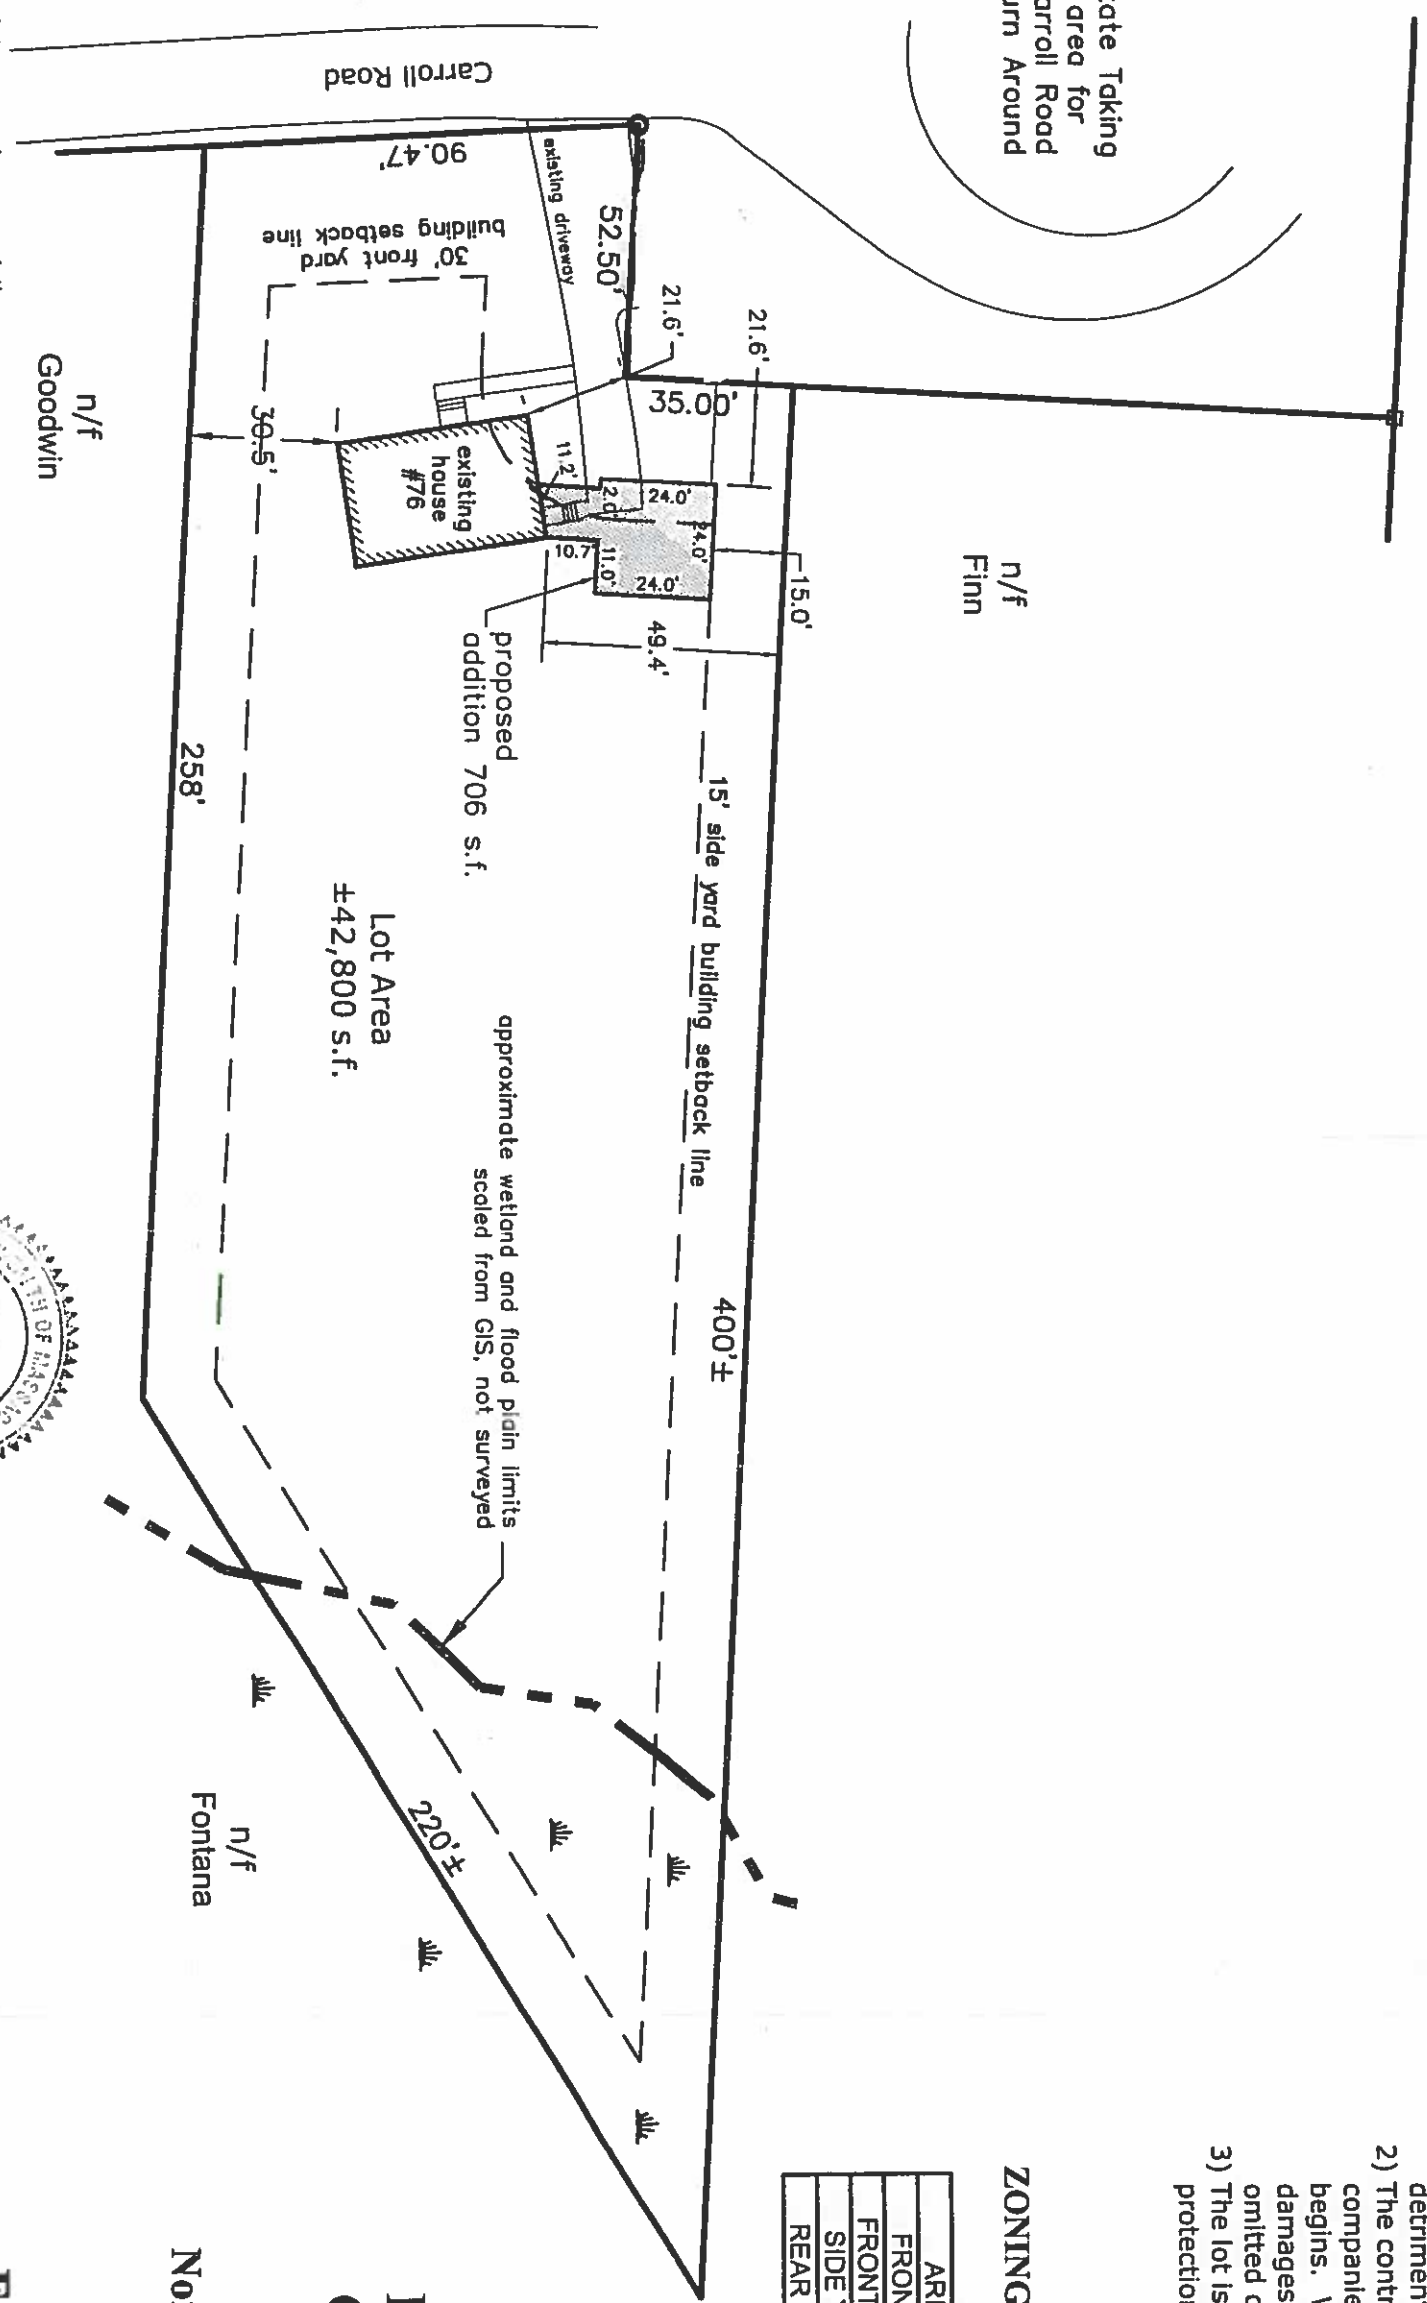 ate Taking
area for
arroll Road
urn Around
Carroll Road
90.47'
existing driveway
52.50'
21.6'
21.6'
30' front yard
building setback line
35.00'
n/f
Goodwin
30.5'
existing
house
#76
11.2'
2.0'
24.0'
24.0'
10.7'
11.0'
24.0'
15.0'
49.4'
n/f
Finn
proposed
addition 706 s.f.
258'
15' side yard building setback line
Lot Area
±42,800 s.f.
approximate wetland and flood plain limits
scaled from GIS, not surveyed
400'±
220'±
n/f
Fontana
detriment
2) The contr
companie
begins.
damages
omitted
3) The lot is
protection
ZONING
FRON
FRONT
SIDE
REAR
No